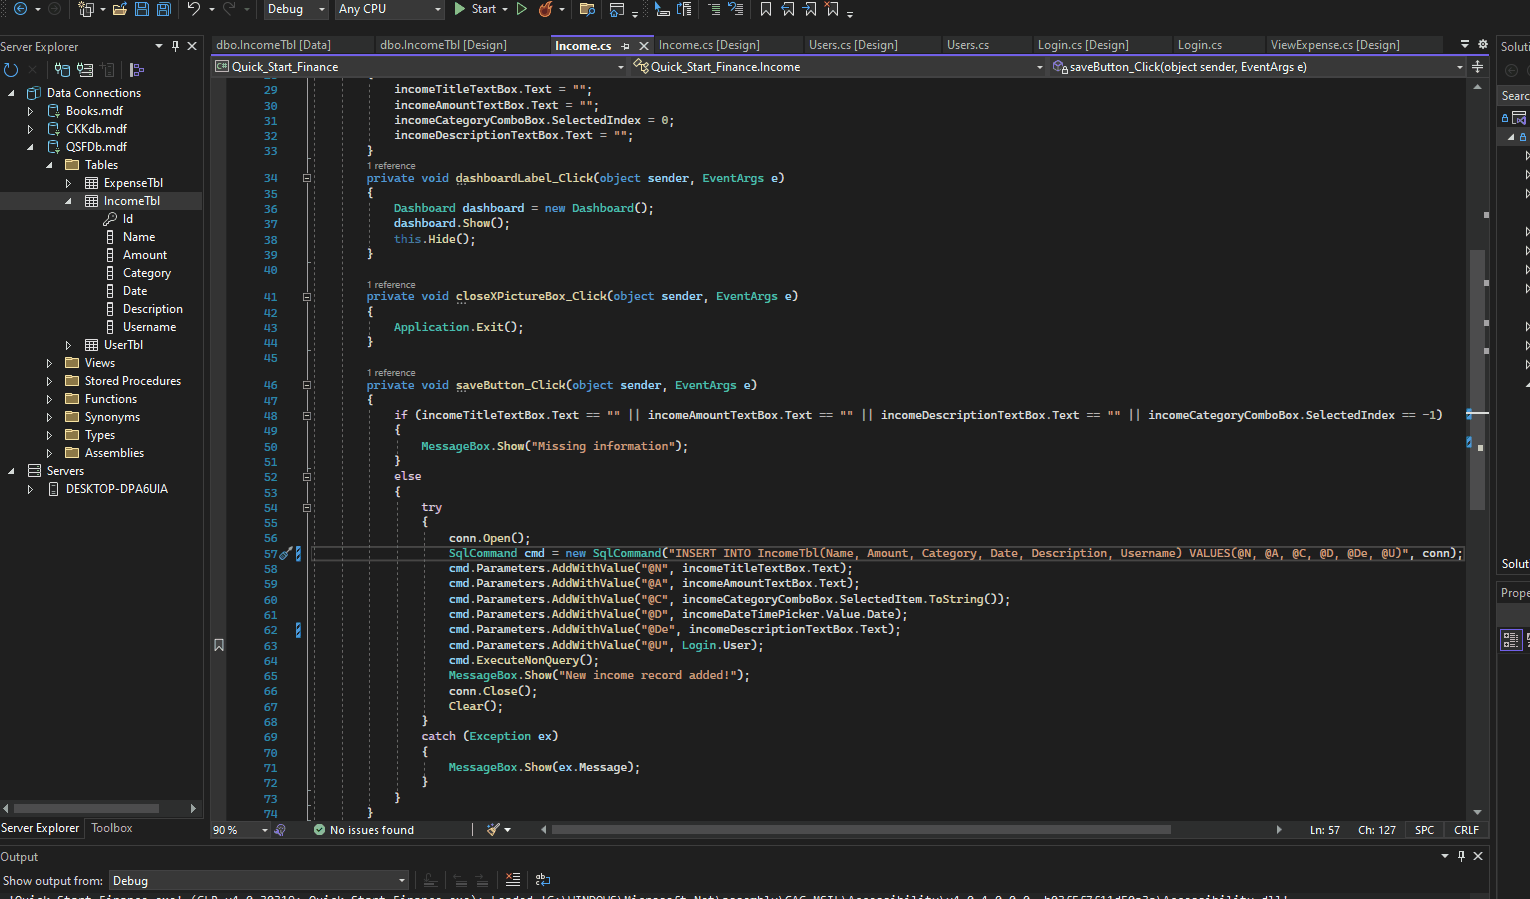 Debug Any CPU Start
Server Explorer
Data Connections
Books.mdf
CKKdb.mdf
QSFDb.mdf
Tables
ExpenseTbl
IncomeTbl
Id
Name
Amount
Category
Date
Description
Username
UserTbl
Views
Stored Procedures
Functions
Synonyms
Types
Assemblies
Servers
DESKTOP-DPA6UIA
Server Explorer Toolbox
dbo.IncomeTbl [Data] dbo.IncomeTbl [Design] Income.cs Income.cs [Design] Users.cs [Design] Users.cs Login.cs [Design] Login.cs ViewExpense.cs [Design]
C# Quick_Start_Finance Quick_Start_Finance.Income saveButton_Click(object sender, EventArgs e)
29 incomeTitleTextBox.Text = "";
30 incomeAmountTextBox.Text = "";
31 incomeCategoryComboBox.SelectedIndex = 0;
32 incomeDescriptionTextBox.Text = "";
33 }
1 reference
34 private void dashboardLabel_Click(object sender, EventArgs e)
35 {
36 Dashboard dashboard = new Dashboard();
37 dashboard.Show();
38 this.Hide();
39 }
40
1 reference
41 private void closeXPictureBox_Click(object sender, EventArgs e)
42 {
43 Application.Exit();
44 }
45
1 reference
46 private void saveButton_Click(object sender, EventArgs e)
47 {
48 if (incomeTitleTextBox.Text == "" || incomeAmountTextBox.Text == "" || incomeDescriptionTextBox.Text == "" || incomeCategoryComboBox.SelectedIndex == -1)
49 {
50 MessageBox.Show("Missing information");
51 }
52 else
53 {
54 try
55 {
56 conn.Open();
57 SqlCommand cmd = new SqlCommand("INSERT INTO IncomeTbl(Name, Amount, Category, Date, Description, Username) VALUES(@N, @A, @C, @D, @De, @U)", conn);
58 cmd.Parameters.AddWithValue("@N", incomeTitleTextBox.Text);
59 cmd.Parameters.AddWithValue("@A", incomeAmountTextBox.Text);
60 cmd.Parameters.AddWithValue("@C", incomeCategoryComboBox.SelectedItem.ToString());
61 cmd.Parameters.AddWithValue("@D", incomeDateTimePicker.Value.Date);
62 cmd.Parameters.AddWithValue("@De", incomeDescriptionTextBox.Text);
63 cmd.Parameters.AddWithValue("@U", Login.User);
64 cmd.ExecuteNonQuery();
65 MessageBox.Show("New income record added!");
66 conn.Close();
67 Clear();
68 }
69 catch (Exception ex)
70 {
71 MessageBox.Show(ex.Message);
72 }
73 }
74 }
90 % No issues found Ln: 57 Ch: 127 SPC CRLF
Soluti
Searc
Solut
Prope
Output
Show output from: Debug